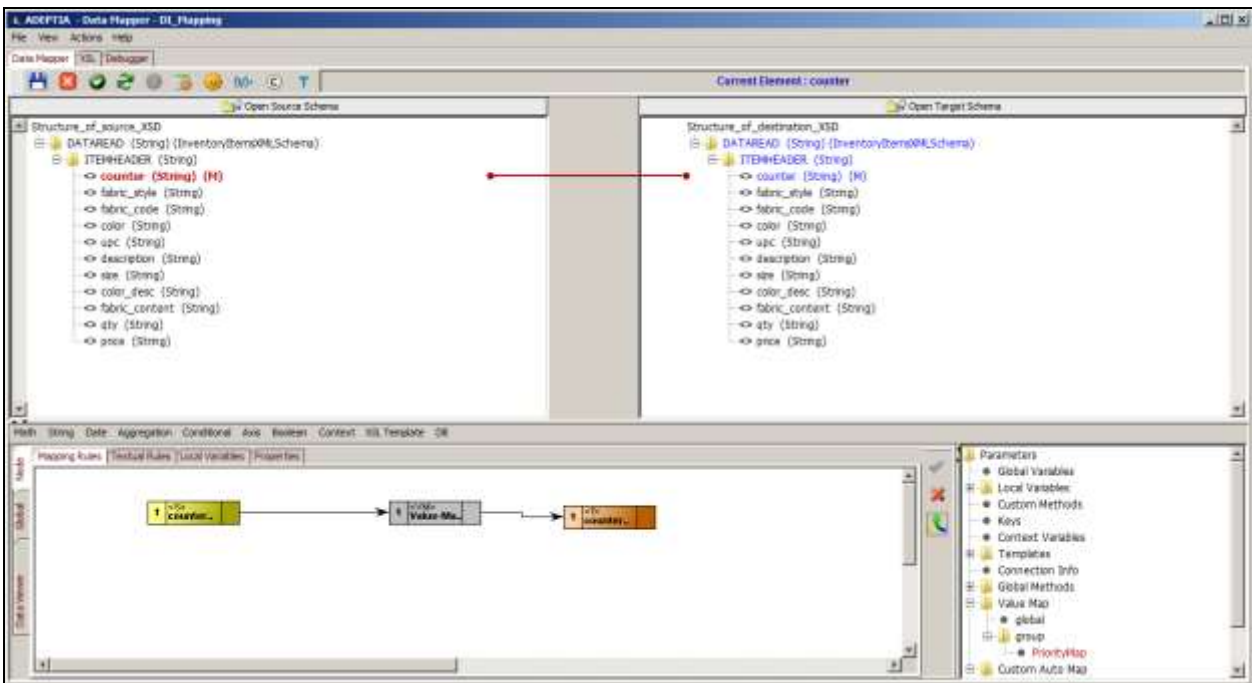 ADEPTIA - Data Mapper - DI_Mapping
File View Actions Help
Data Mapper XSL Debugger
Current Element : counter
Open Source Schema
Open Target Schema
Structure_of_source_XSD
DATAREAD (String) (InventoryItemsXMLSchema)
ITEMHEADER (String)
counter (String) (M)
fabric_style (String)
fabric_code (String)
color (String)
upc (String)
description (String)
size (String)
color_desc (String)
fabric_content (String)
qty (String)
price (String)
Structure_of_destination_XSD
DATAREAD (String) (InventoryItemsXMLSchema)
ITEMHEADER (String)
counter (String) (M)
fabric_style (String)
fabric_code (String)
color (String)
upc (String)
description (String)
size (String)
color_desc (String)
fabric_content (String)
qty (String)
price (String)
Math String Date Aggregation Conditional Axis Boolean Context XSL Template DB
Mapping Rules Textual Rules Local Variables Properties
Node
Global
Data Viewer
counter..
Value-Ma..
counter..
Parameters
Global Variables
Local Variables
Custom Methods
Keys
Context Variables
Templates
Connection Info
Global Methods
Value Map
global
group
PriorityMap
Custom Auto Map